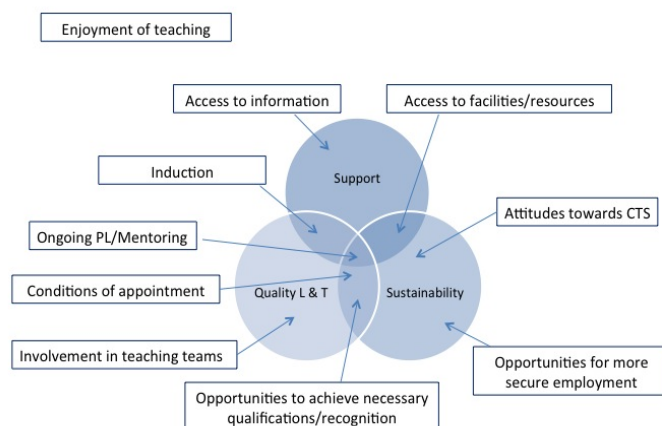 Enjoyment of teaching
Access to information
Access to facilities/resources
Support
Induction
Attitudes towards CTS
Ongoing PL/Mentoring
Conditions of appointment
Quality L & T
Sustainability
Involvement in teaching teams
Opportunities for more
secure employment
Opportunities to achieve necessary
qualifications/recognition